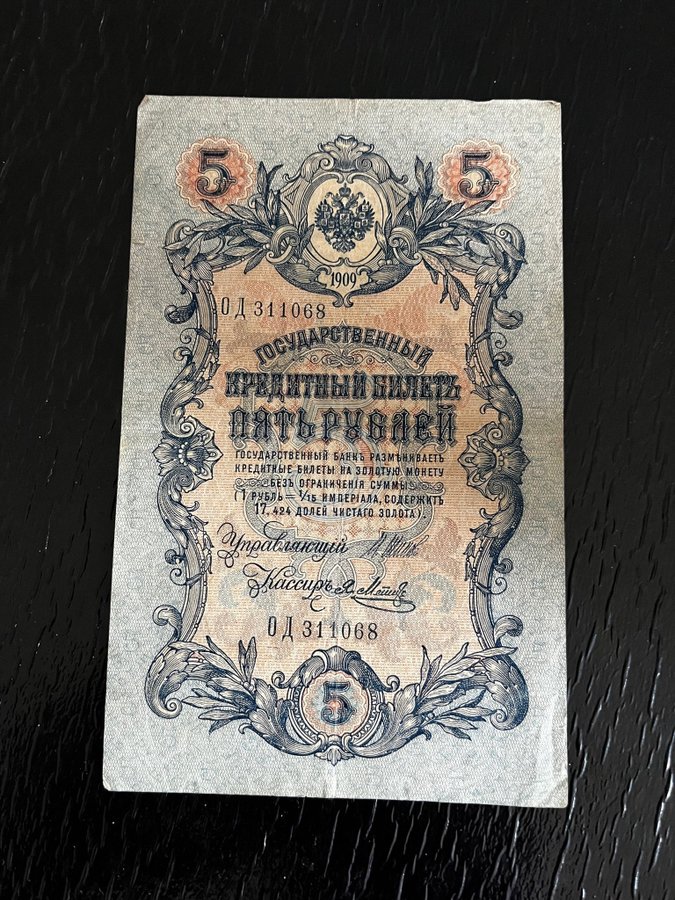 5 5
1909
ОД 311068
ГОСУДАРСТВЕННЫЙ
КРЕДИТНЫЙ БИЛЕТЪ
ПЯТЬ РУБЛЕЙ
ГОСУДАРСТВЕННЫЙ БАНКЪ РАЗМѢНИВАЕТЪ
КРЕДИТНЫЕ БИЛЕТЫ НА ЗОЛОТУЮ МОНЕТУ
БЕЗЪ ОГРАНИЧЕНІЯ СУММЫ
(1 РУБЛЬ = 1/15 ИМПЕРІАЛА, СОДЕРЖИТЪ
17,424 ДОЛЕЙ ЧИСТАГО ЗОЛОТА).
Управляющій
Кассиръ
ОД 311068
5